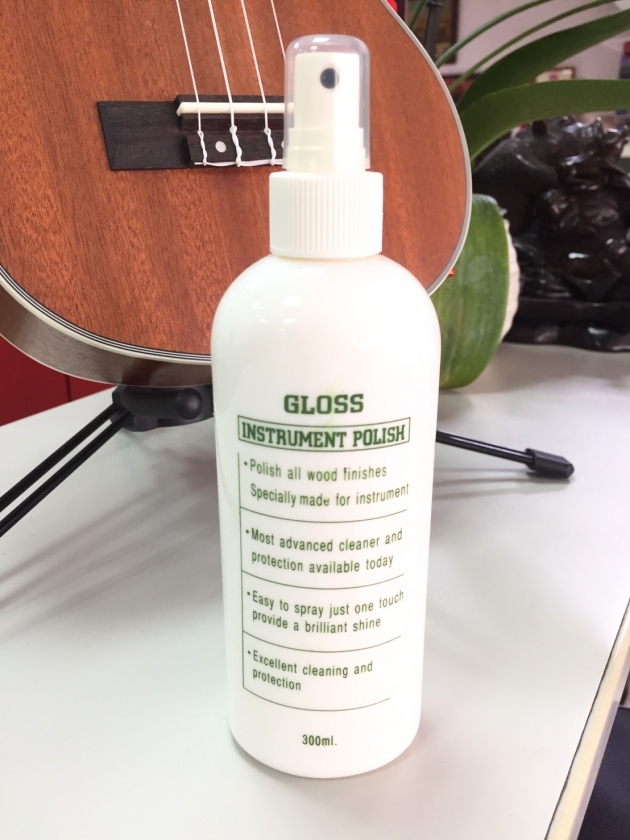 GLOSS
INSTRUMENT POLISH
•Polish all wood finishes
Specially made for instrument
•Most advanced cleaner and
protection available today
•Easy to spray just one touch
provide a brilliant shine
•Excellent cleaning and
protection
300ml.